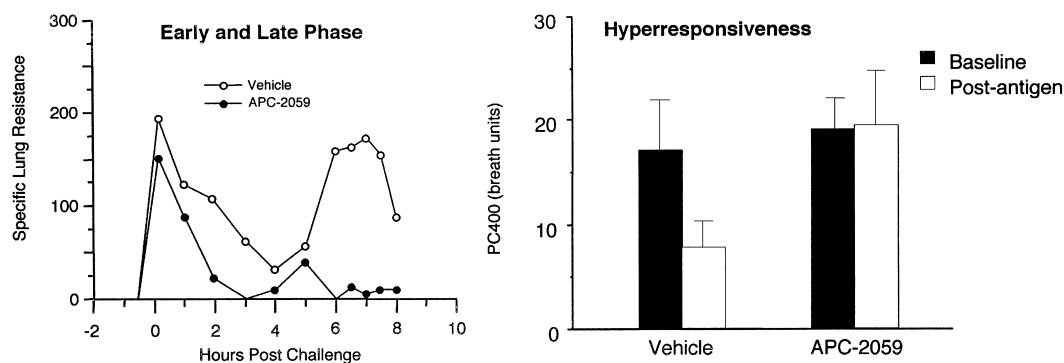 Early and Late Phase
Vehicle
APC-2059
Specific Lung Resistance
300
200
100
0
-2
0
2
4
6
8
10
Hours Post Challenge
Hyperresponsiveness
Baseline
Post-antigen
PC400 (breath units)
30
20
10
0
Vehicle
APC-2059